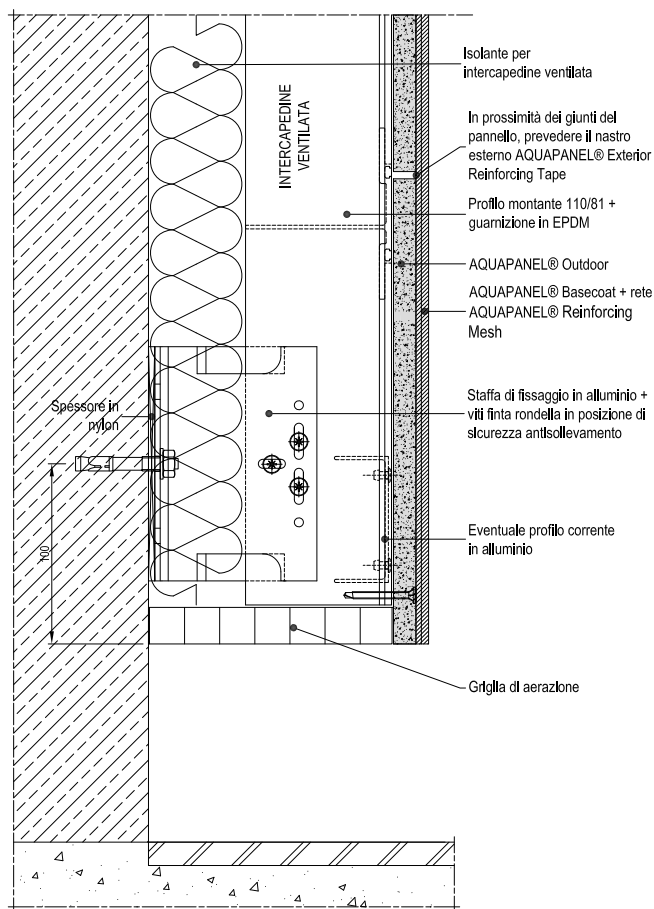 Isolante per
intercapedine ventilata
INTERCAPEDINE
VENTILATA
In prossimità dei giunti del
pannello, prevedere il nastro
esterno AQUAPANEL® Exterior
Reinforcing Tape
Profilo montante 110/81 +
guarnizione in EPDM
AQUAPANEL® Outdoor
AQUAPANEL® Basecoat + rete
AQUAPANEL® Reinforcing
Mesh
Spessore in
nylon
Staffa di fissaggio in alluminio +
viti finta rondella in posizione di
sicurezza antisollevamento
100
Eventuale profilo corrente
in alluminio
Griglia di aerazione